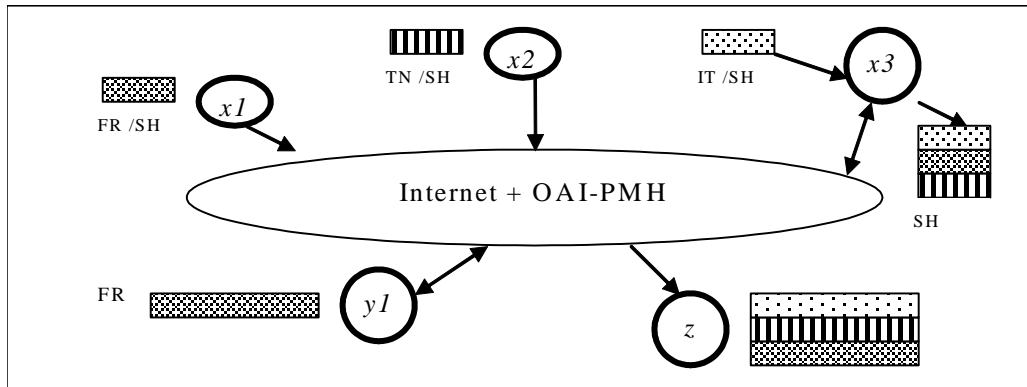 x1
FR /SH
x2
TN /SH
x3
IT /SH
SH
Internet + OAI-PMH
FR
y1
z